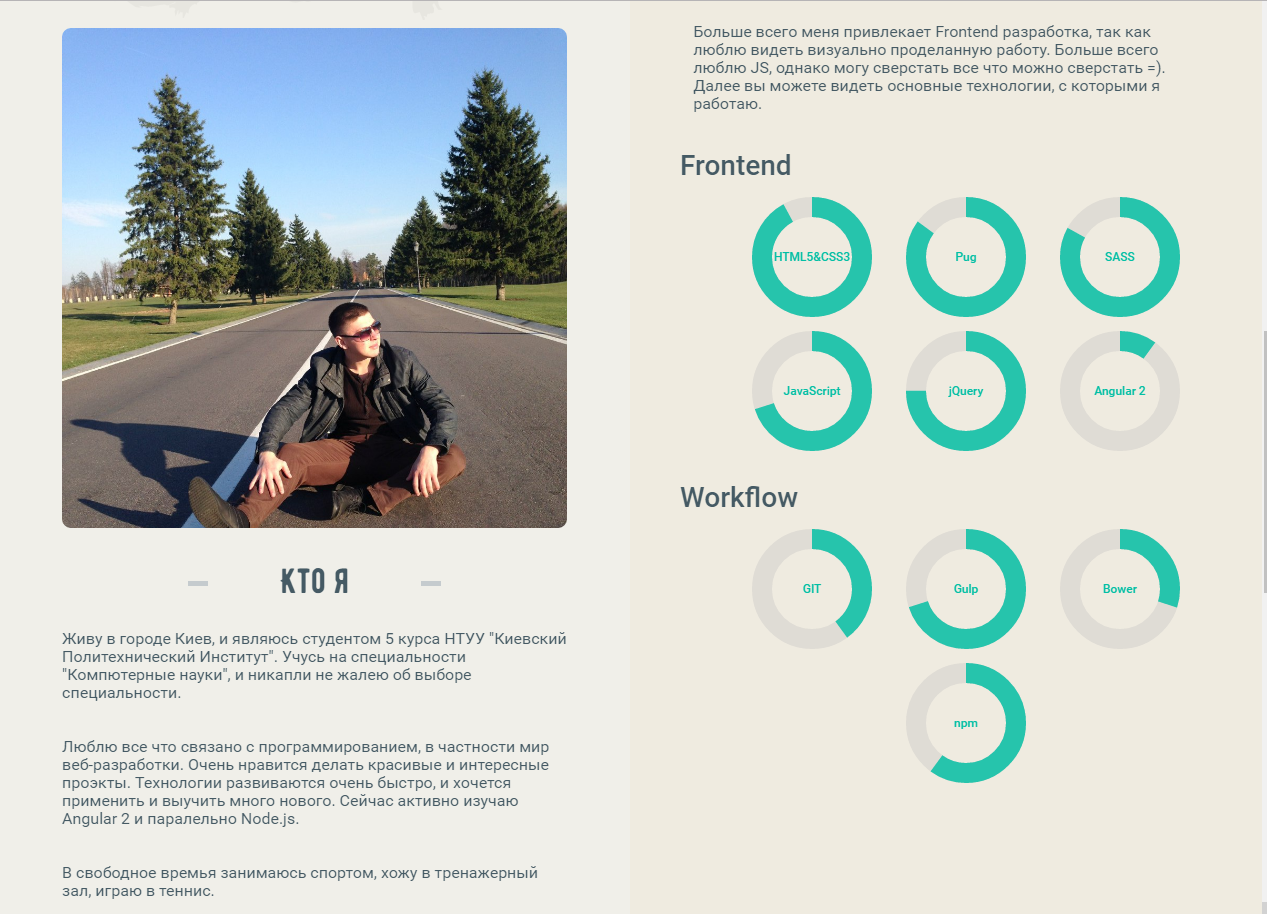 КТО Я
Живу в городе Киев, и являюсь студентом 5 курса НТУУ "Киевский
Политехнический Институт". Учусь на специальности
"Компютерные науки", и никапли не жалею об выборе
специальности.
Люблю все что связано с программированием, в частности мир
веб-разработки. Очень нравится делать красивые и интересные
проэкты. Технологии развиваются очень быстро, и хочется
применить и выучить много нового. Сейчас активно изучаю
Angular 2 и паралельно Node.js.
В свободное времья занимаюсь спортом, хожу в тренажерный
зал, играю в теннис.
Больше всего меня привлекает Frontend разработка, так как
люблю видеть визуально проделанную работу. Больше всего
люблю JS, однако могу сверстать все что можно сверстать =).
Далее вы можете видеть основные технологии, с которыми я
работаю.
Frontend
HTML5&CSS3 Pug SASS
JavaScript jQuery Angular 2
Workflow
GIT Gulp Bower
npm